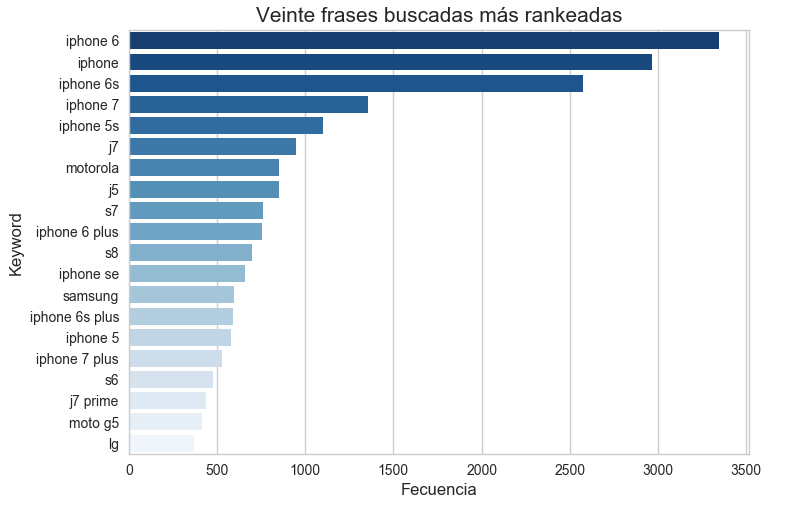 Veinte frases buscadas más rankeadas
Keyword
iphone 6
iphone
iphone 6s
iphone 7
iphone 5s
j7
motorola
j5
s7
iphone 6 plus
s8
iphone se
samsung
iphone 6s plus
iphone 5
iphone 7 plus
s6
j7 prime
moto g5
lg
0 500 1000 1500 2000 2500 3000 3500
Fecuencia